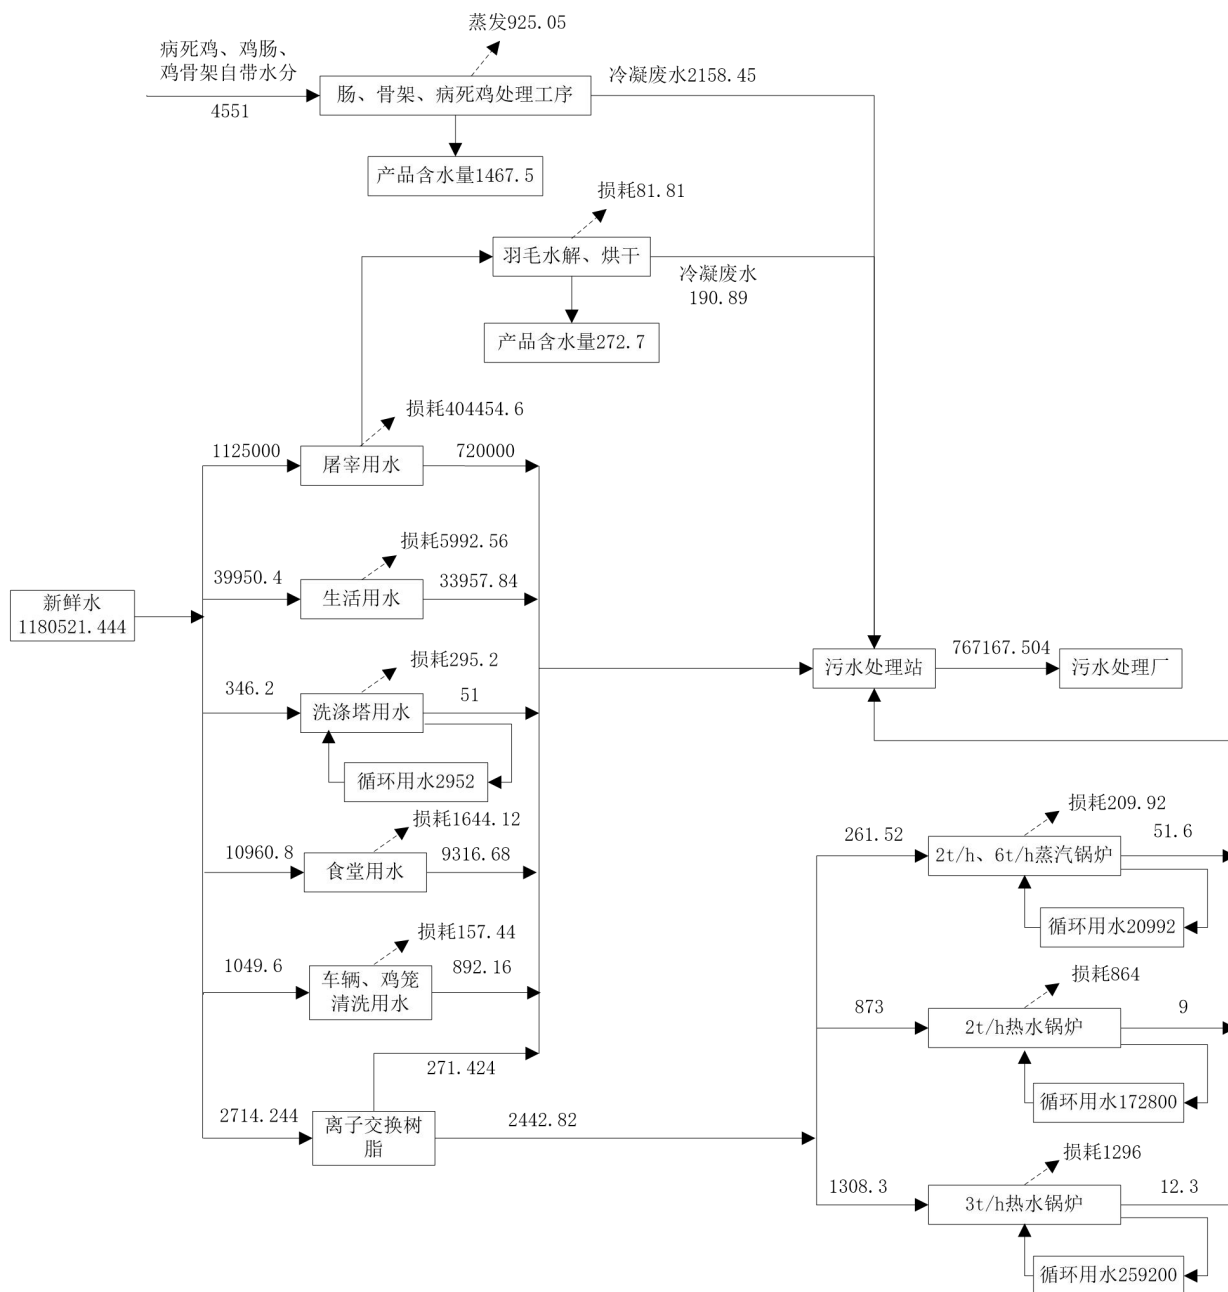 蒸发925.05
病死鸡、鸡肠、
鸡骨架自带水分
4551
肠、骨架、病死鸡处理工序
冷凝废水2158.45
产品含水量1467.5
损耗81.81
羽毛水解、烘干
冷凝废水
190.89
产品含水量272.7
损耗404454.6
1125000
屠宰用水
720000
损耗5992.56
39950.4
生活用水
33957.84
新鲜水
1180521.444
损耗295.2
346.2
洗涤塔用水
51
循环用水2952
污水处理站
767167.504
污水处理厂
损耗1644.12
10960.8
食堂用水
9316.68
损耗157.44
1049.6
车辆、鸡笼
清洗用水
892.16
271.424
2714.244
离子交换树
脂
2442.82
损耗209.92
261.52
2t/h、6t/h蒸汽锅炉
51.6
循环用水20992
损耗864
873
2t/h热水锅炉
9
循环用水172800
损耗1296
1308.3
3t/h热水锅炉
12.3
循环用水259200